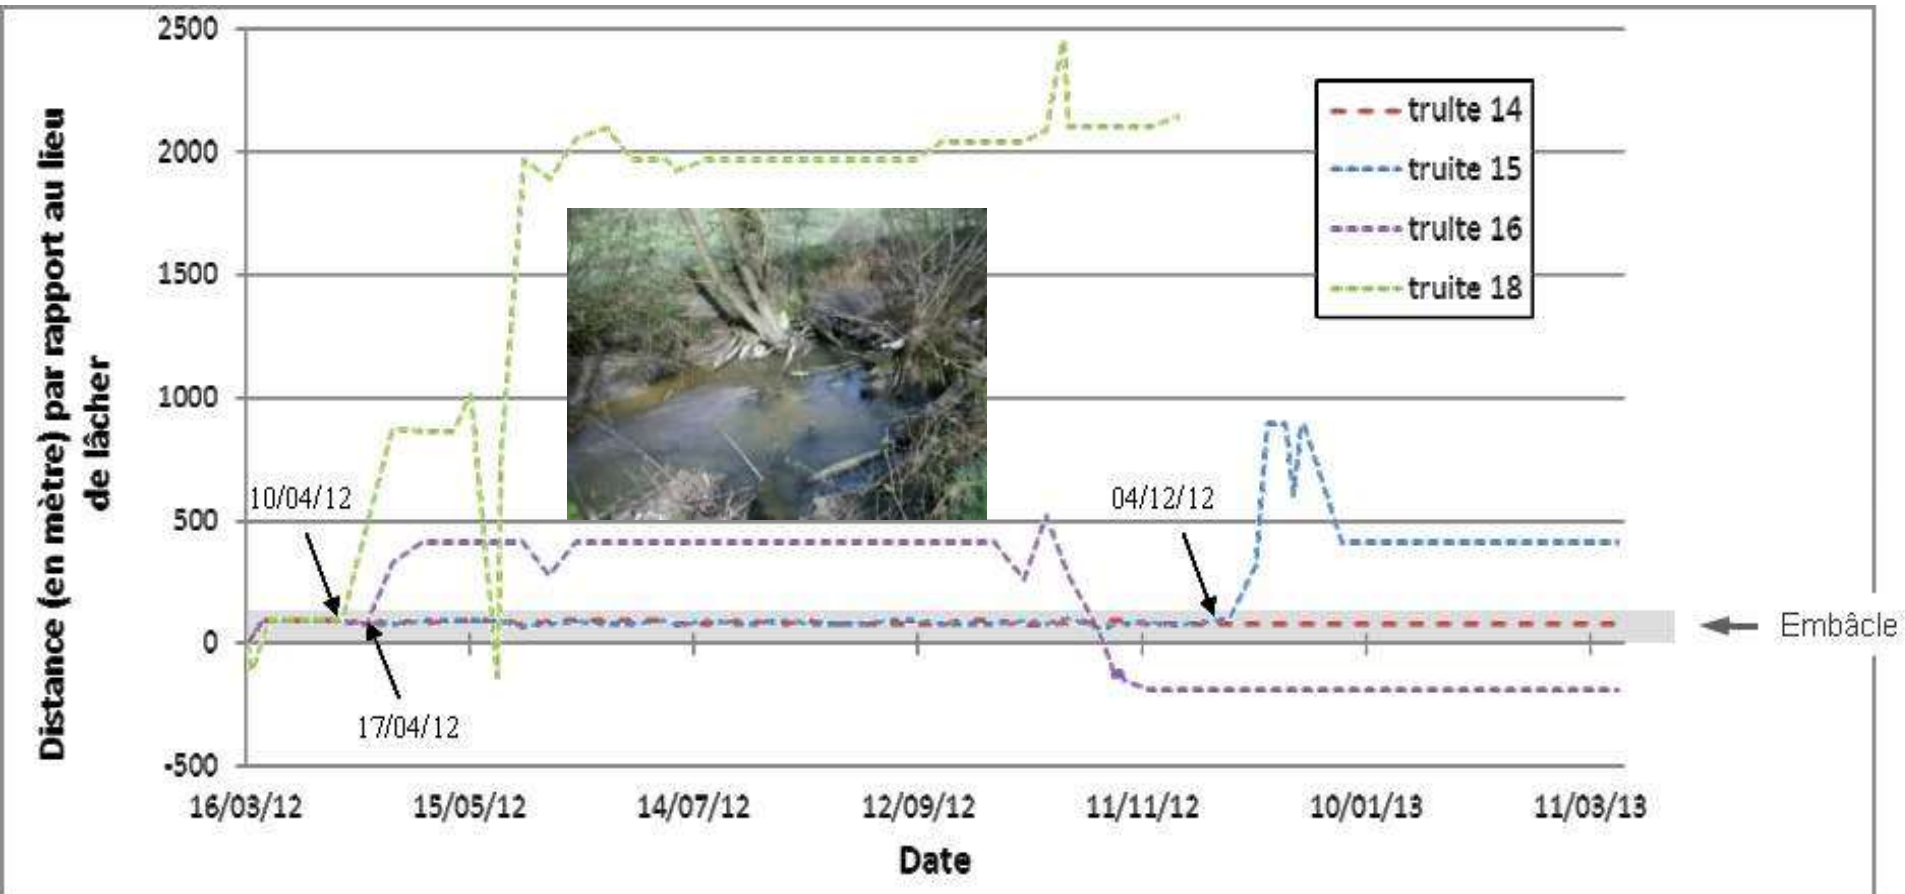 2500
2000
1500
1000
500
0
-500
Distance (en mètre) par rapport au lieu
de lâcher
truite 14
truite 15
truite 16
truite 18
10/04/12
17/04/12
04/12/12
Embâcle
16/03/12 15/05/12 14/07/12 12/09/12 11/11/12 10/01/13 11/03/13
Date